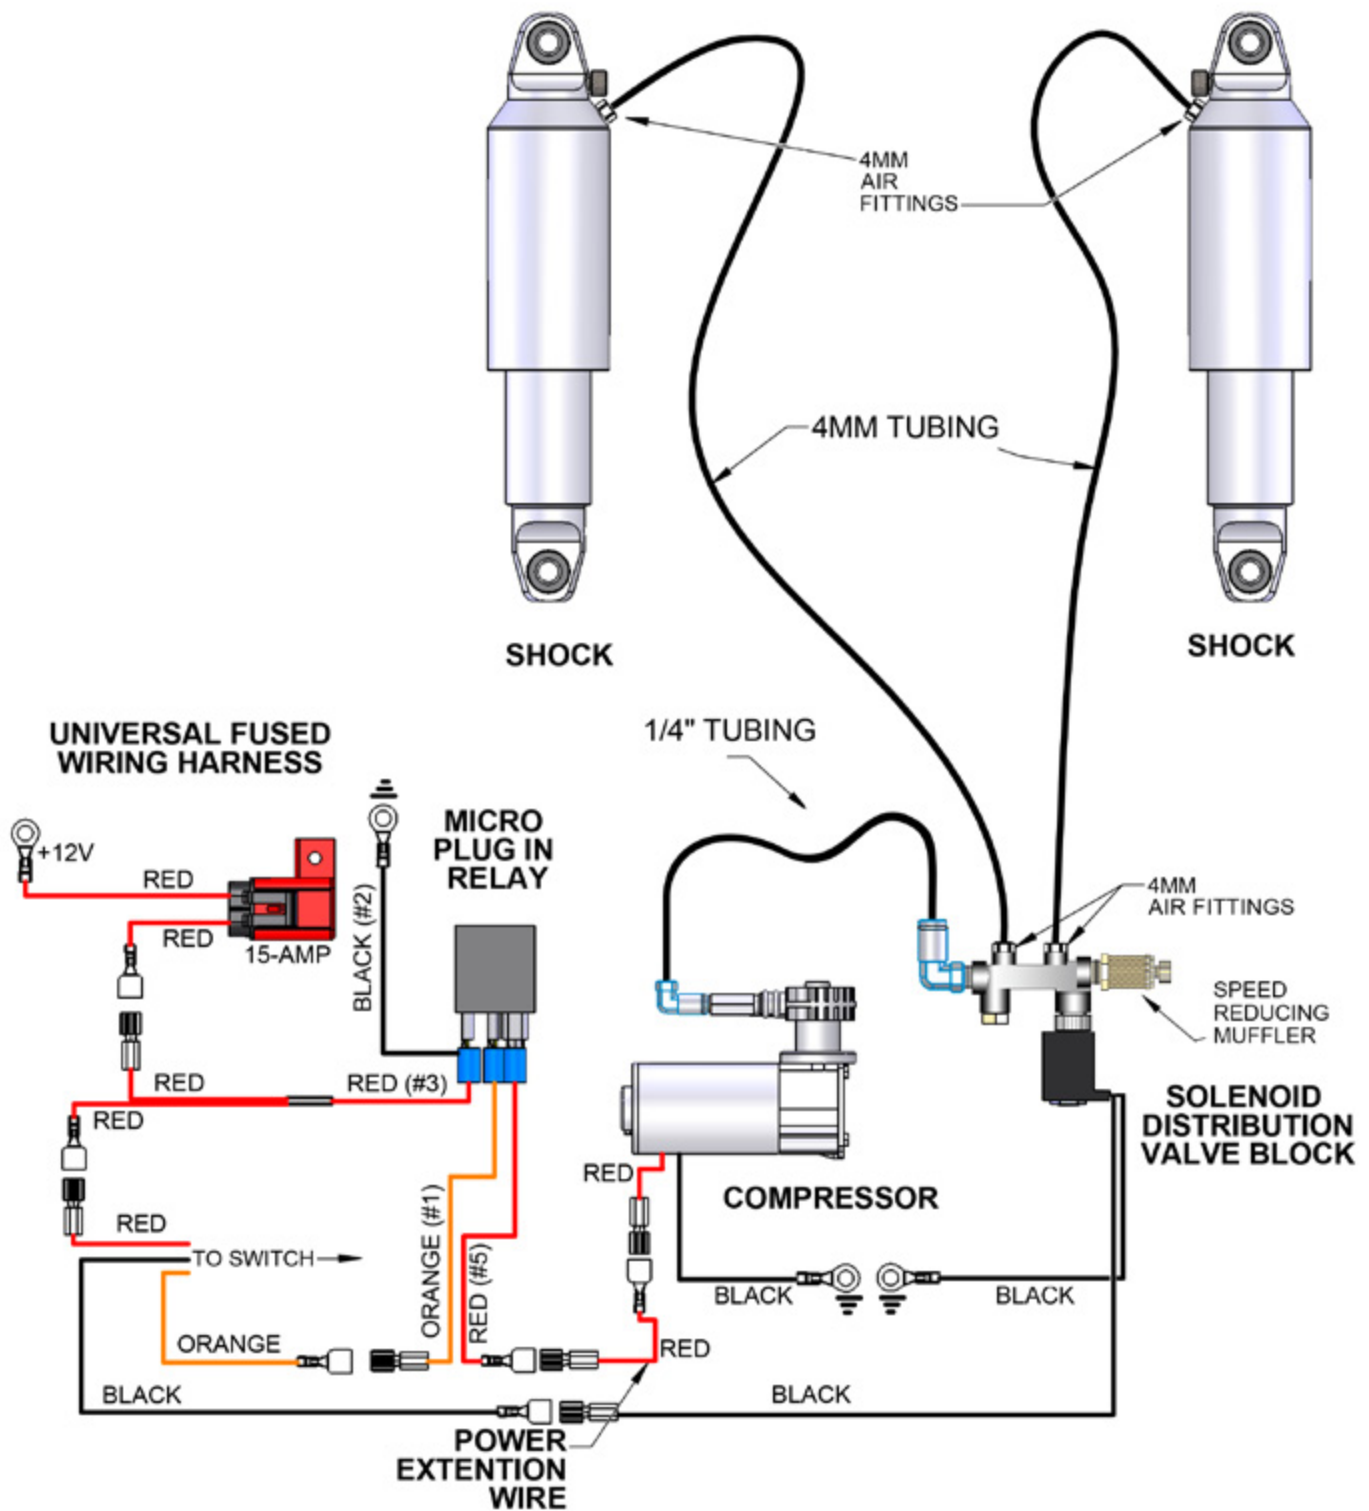 4MM
AIR
FITTINGS
4MM TUBING
SHOCK
SHOCK
UNIVERSAL FUSED
WIRING HARNESS
1/4" TUBING
+12V
RED
RED
15-AMP
BLACK (#2)
MICRO
PLUG IN
RELAY
4MM
AIR FITTINGS
SPEED
REDUCING
MUFFLER
RED
RED (#3)
RED
SOLENOID
DISTRIBUTION
VALVE BLOCK
RED
COMPRESSOR
RED
TO SWITCH
ORANGE (#1)
RED (#5)
BLACK
BLACK
ORANGE
RED
BLACK
BLACK
POWER
EXTENTION
WIRE